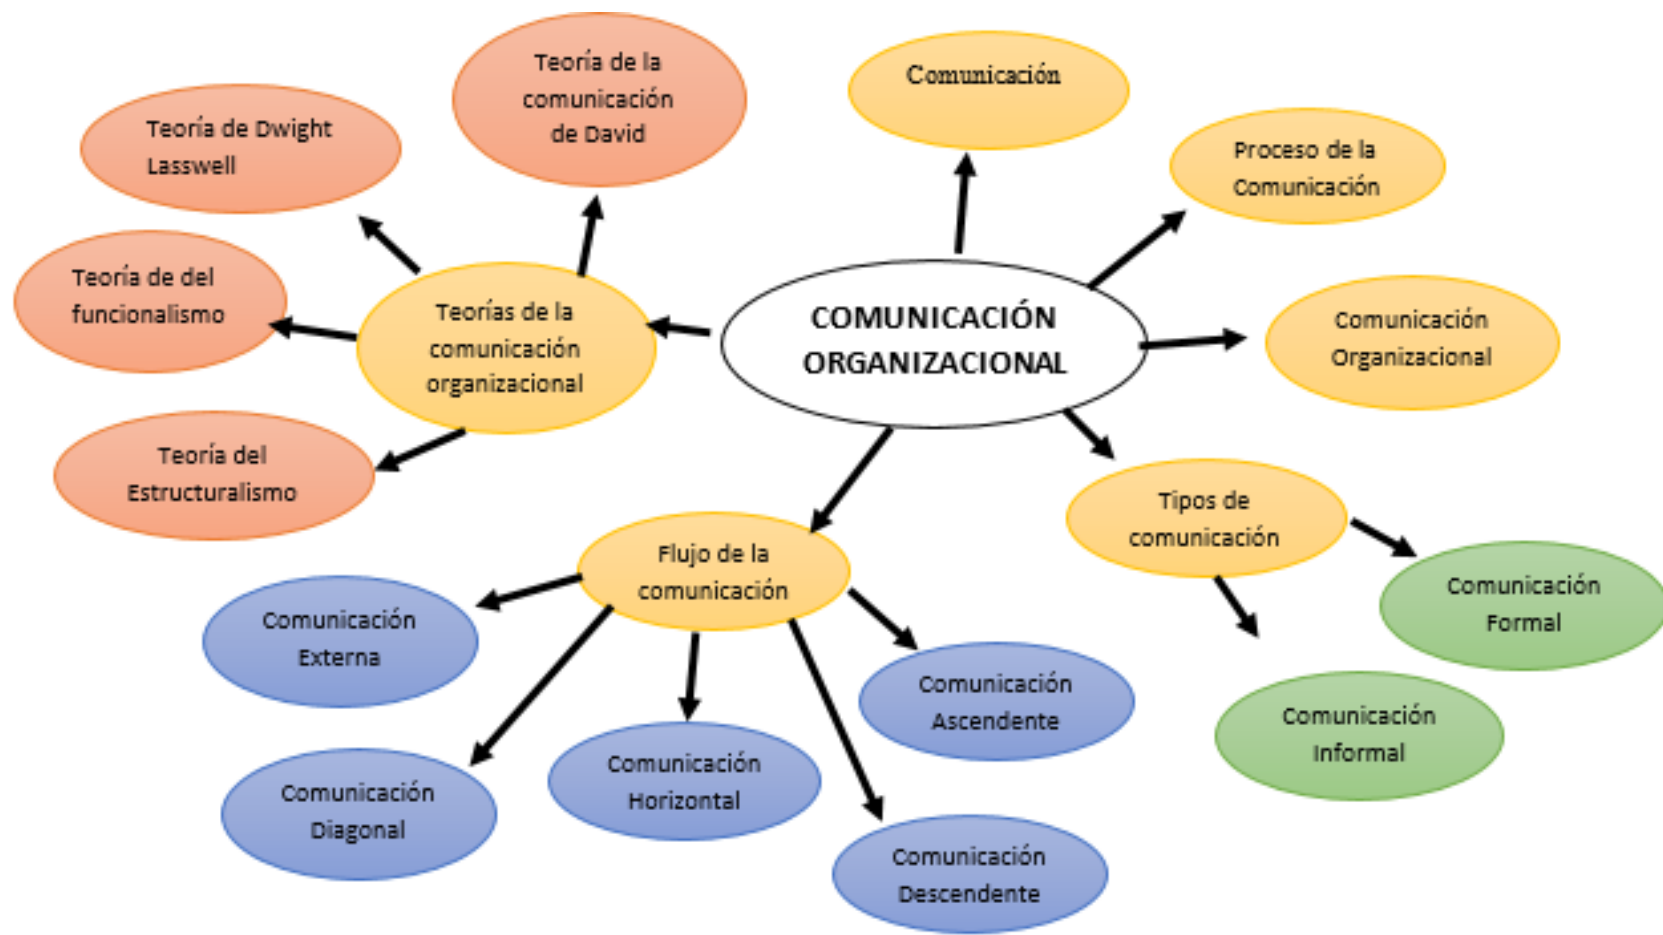 Teoría de la
comunicación
de David
Comunicación
Teoría de Dwight
Lasswell
Proceso de la
Comunicación
Teoría de del
funcionalismo
Teorías de la
comunicación
organizacional
COMUNICACIÓN
ORGANIZACIONAL
Comunicación
Organizacional
Teoría del
Estructuralismo
Tipos de
comunicación
Flujo de la
comunicación
Comunicación
Formal
Comunicación
Externa
Comunicación
Ascendente
Comunicación
Informal
Comunicación
Horizontal
Comunicación
Diagonal
Comunicación
Descendente